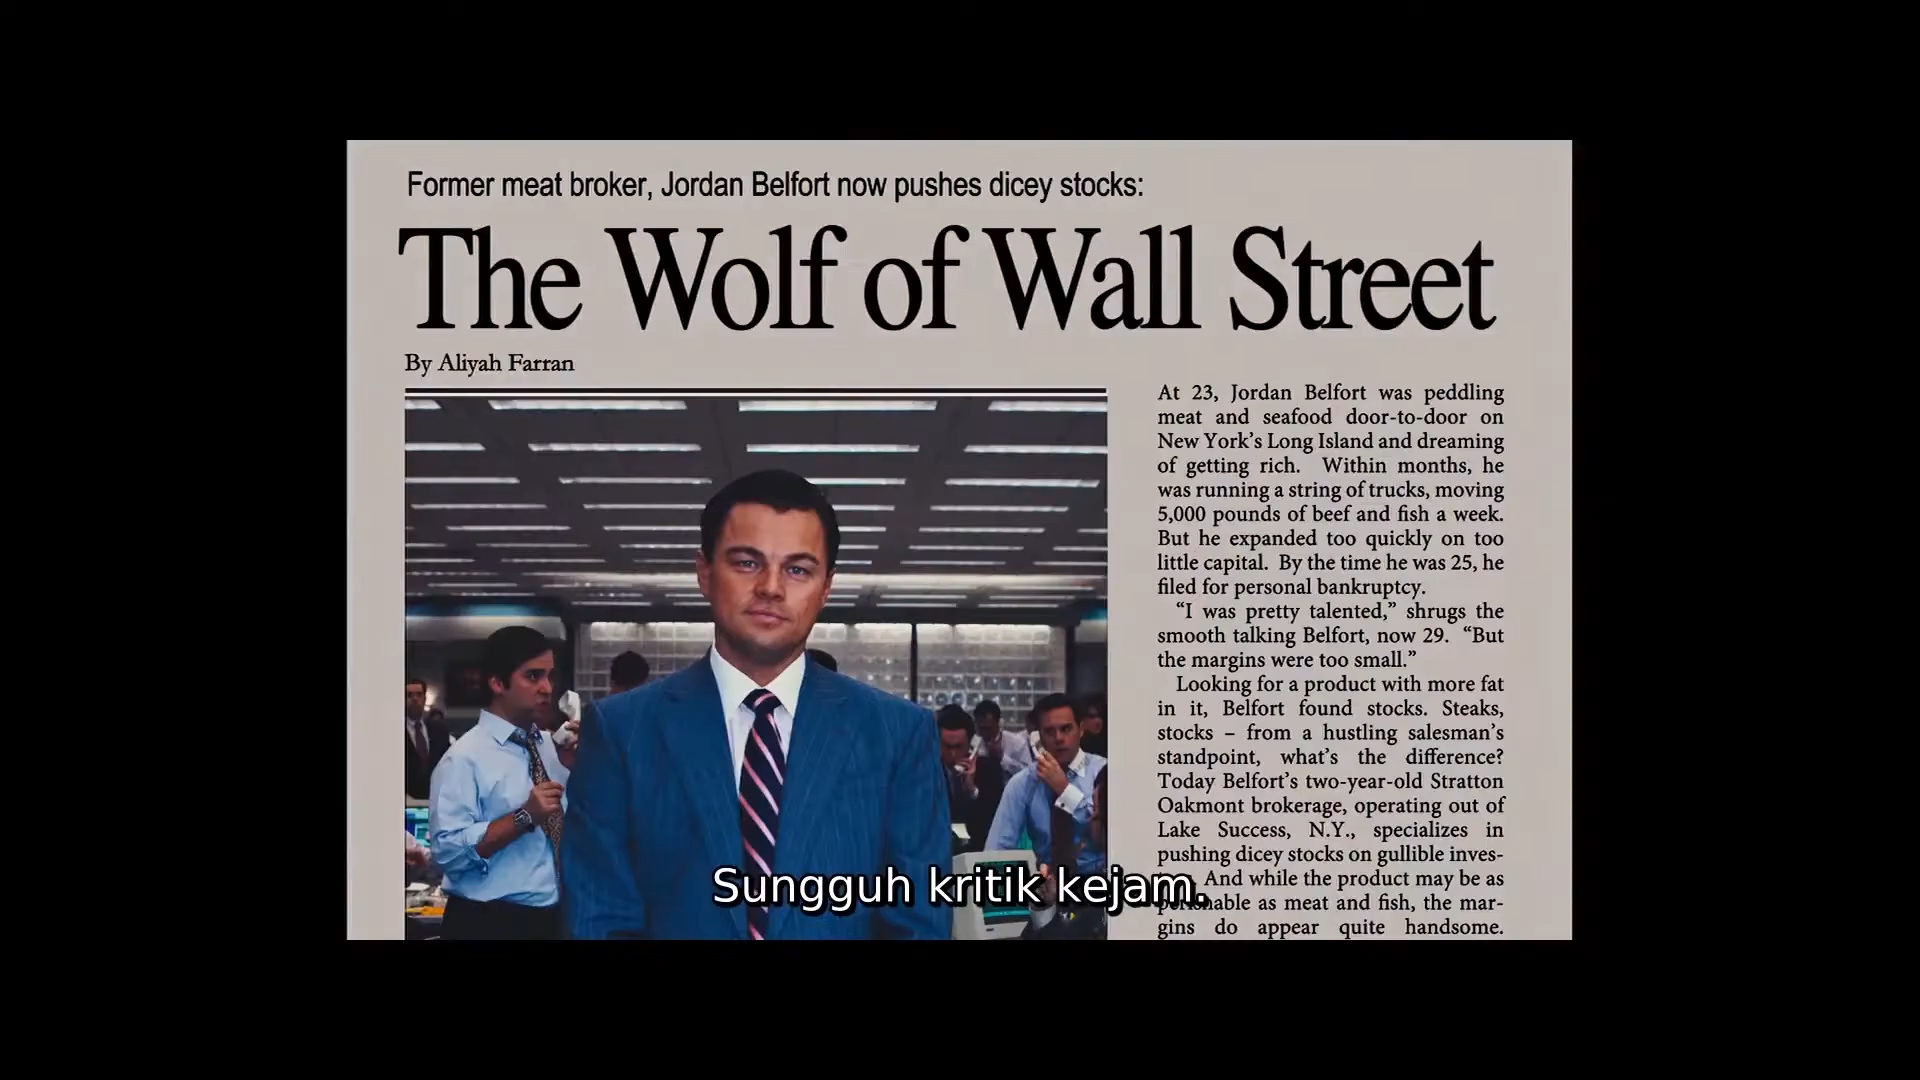 Former meat broker, Jordan Belfort now pushes dicey stocks:
The Wolf of Wall Street
By Aliyah Farran
At 23, Jordan Belfort was peddling
meat and seafood door-to-door on
New York's Long Island and dreaming
of getting rich. Within months, he
was running a string of trucks, moving
5,000 pounds of beef and fish a week.
But he expanded too quickly on too
little capital. By the time he was 25, he
filed for personal bankruptcy.
“I was pretty talented,” shrugs the
smooth talking Belfort, now 29. “But
the margins were too small.”
Looking for a product with more fat
in it, Belfort found stocks. Steaks,
stocks – from a hustling salesman's
standpoint, what's the difference?
Today Belfort's two-year-old Stratton
Oakmont brokerage, operating out of
Lake Success, N.Y., specializes in
pushing dicey stocks on gullible inves-
And while the product may be as
perishable as meat and fish, the mar-
gins do appear quite handsome.
Sungguh kritik kejam.